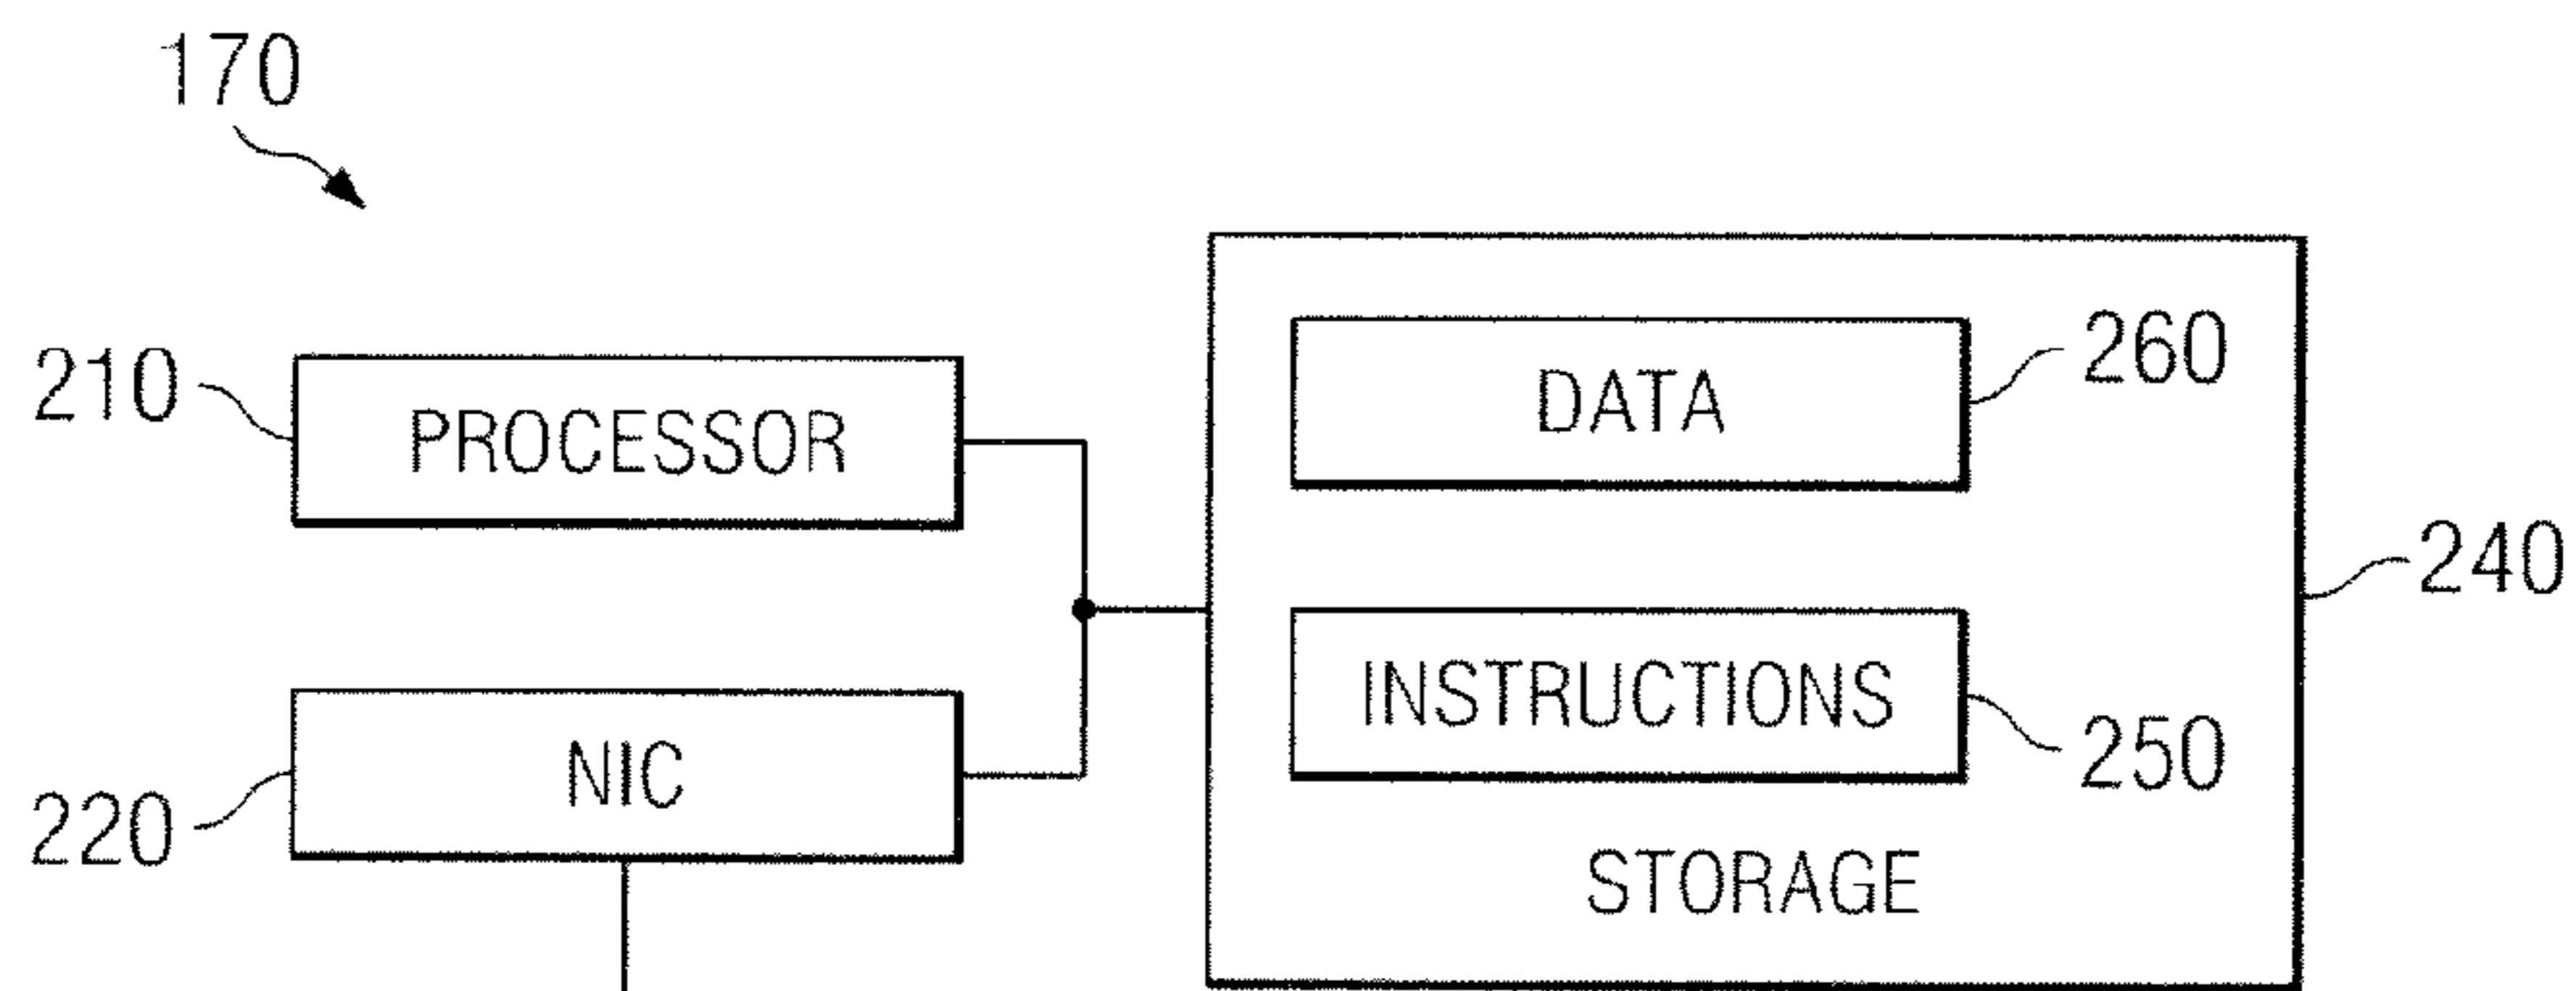 170
260
DATA
210
PROCESSOR
240
INSTRUCTIONS
250
NIC
220
STORAGE